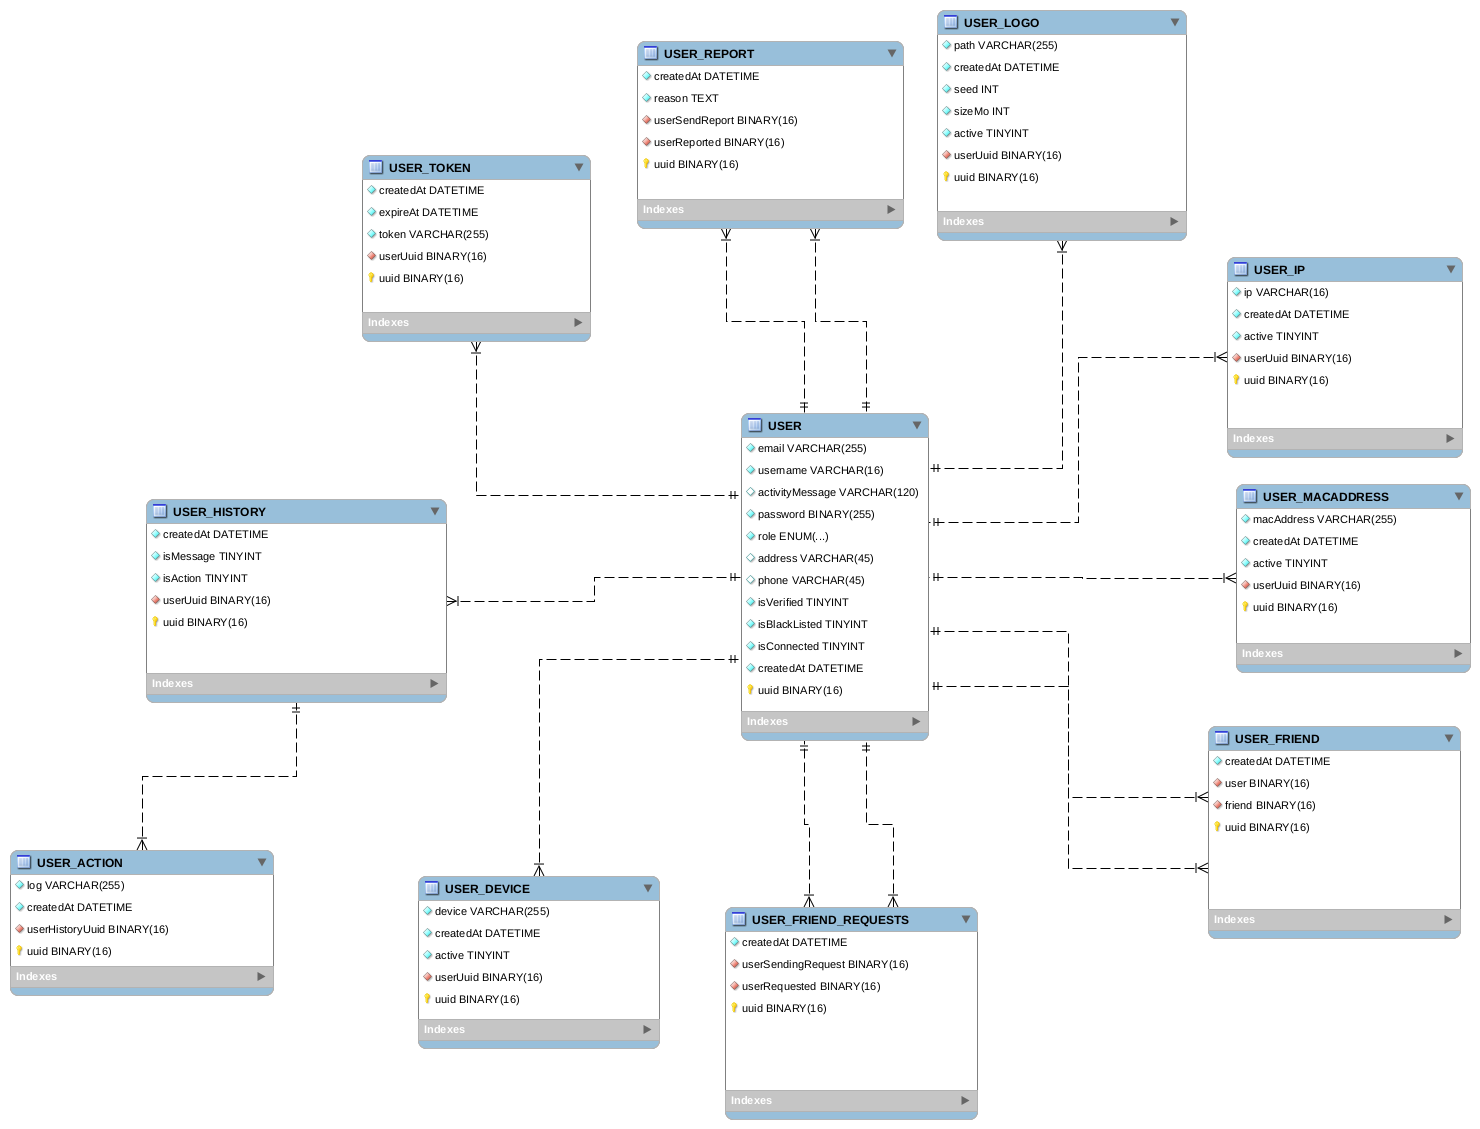 USER_LOGO
path VARCHAR(255)
createdAt DATETIME
seed INT
sizeMo INT
active TINYINT
userUuid BINARY(16)
uuid BINARY(16)
Indexes
USER_REPORT
createdAt DATETIME
reason TEXT
userSendReport BINARY(16)
userReported BINARY(16)
uuid BINARY(16)
Indexes
USER_TOKEN
createdAt DATETIME
expireAt DATETIME
token VARCHAR(255)
userUuid BINARY(16)
uuid BINARY(16)
Indexes
USER_IP
ip VARCHAR(16)
createdAt DATETIME
active TINYINT
userUuid BINARY(16)
uuid BINARY(16)
Indexes
USER
email VARCHAR(255)
username VARCHAR(16)
activityMessage VARCHAR(120)
password BINARY(255)
role ENUM(...)
address VARCHAR(45)
phone VARCHAR(45)
isVerified TINYINT
isBlackListed TINYINT
isConnected TINYINT
createdAt DATETIME
uuid BINARY(16)
Indexes
USER_MACADDRESS
macAddress VARCHAR(255)
createdAt DATETIME
active TINYINT
userUuid BINARY(16)
uuid BINARY(16)
Indexes
USER_HISTORY
createdAt DATETIME
isMessage TINYINT
isAction TINYINT
userUuid BINARY(16)
uuid BINARY(16)
Indexes
USER_FRIEND
createdAt DATETIME
user BINARY(16)
friend BINARY(16)
uuid BINARY(16)
Indexes
USER_ACTION
log VARCHAR(255)
createdAt DATETIME
userHistoryUuid BINARY(16)
uuid BINARY(16)
Indexes
USER_DEVICE
device VARCHAR(255)
createdAt DATETIME
active TINYINT
userUuid BINARY(16)
uuid BINARY(16)
Indexes
USER_FRIEND_REQUESTS
createdAt DATETIME
userSendingRequest BINARY(16)
userRequested BINARY(16)
uuid BINARY(16)
Indexes